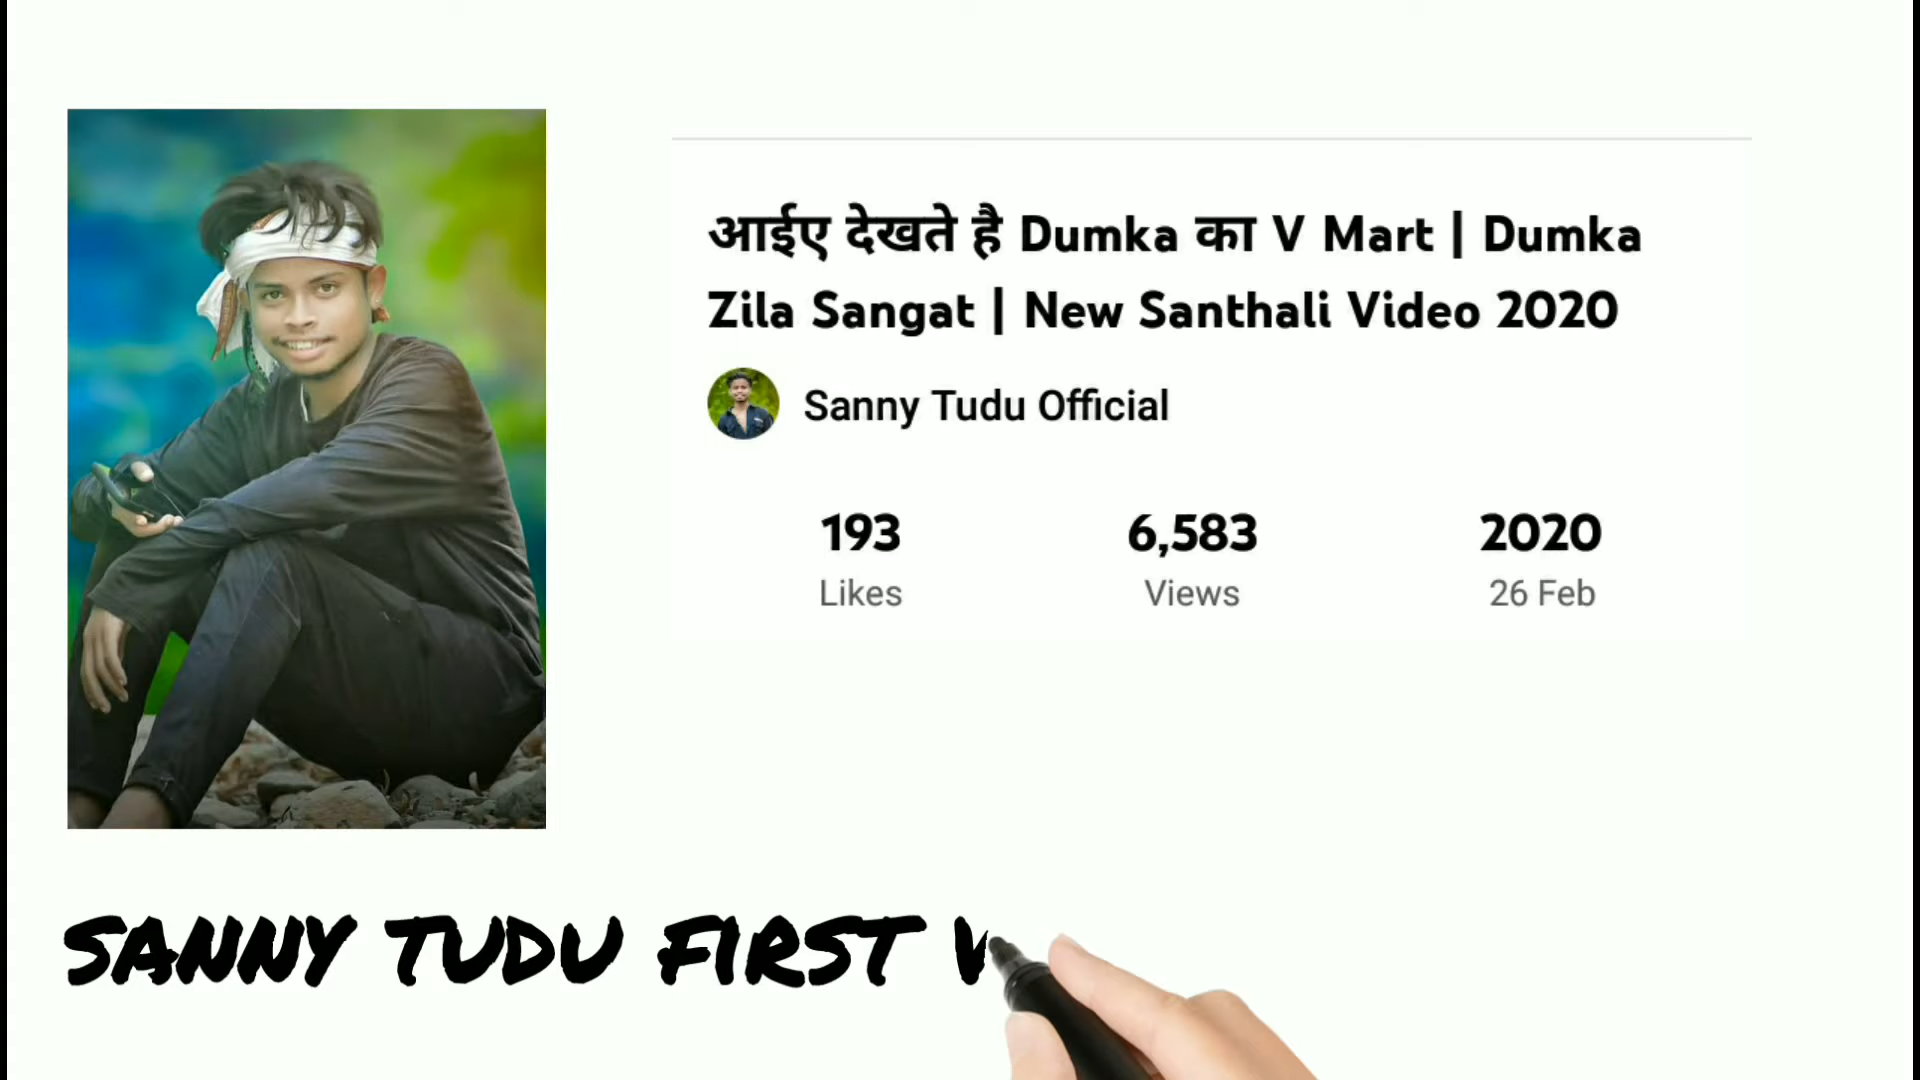 आईए देखते है Dumka का V Mart | Dumka
Zila Sangat | New Santhali Video 2020
Sanny Tudu Official
193 6,583 2020
Likes Views 26 Feb
SANNY TUDU FIRST V